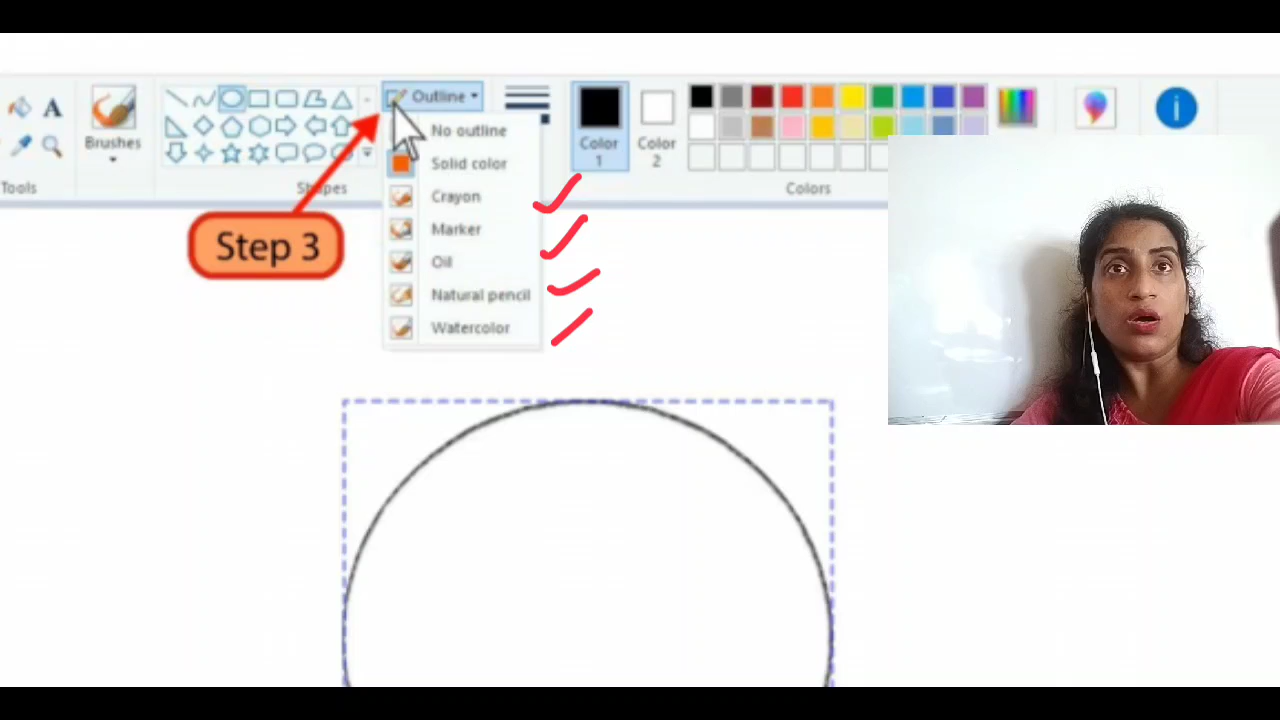 Outline
No outline
Solid color
Crayon
Marker
Oil
Natural pencil
Watercolor
Brushes
Color
1
Color
2
Tools
Shapes
Colors
Step 3
i
A